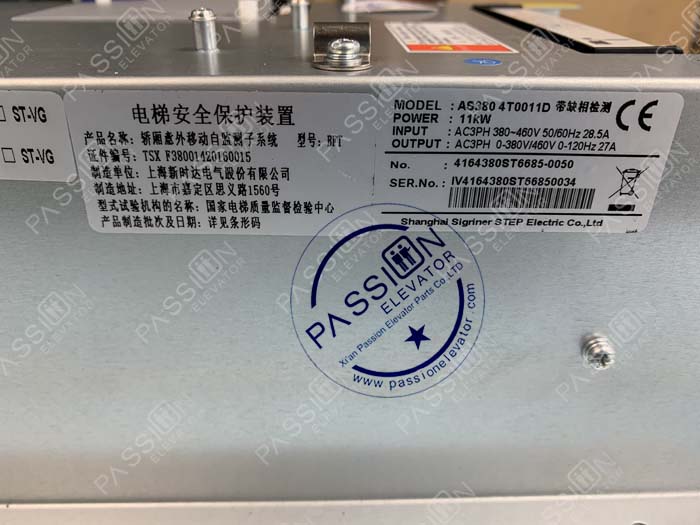 ST-VG
ST-VG
电梯安全保护装置
产品名称: 轿厢意外移动自监测子系统 型号: BFT
证件编号: TSX F38001420160015
制造单位: 上海新时达电气股份有限公司
制造地址: 上海市嘉定区思义路1560号
型式试验机构的名称: 国家电梯质量监督检验中心
产品制造批次及日期: 详见条形码
MODEL : AS380 4T0011D 带缺相检测
POWER : 11kW
INPUT : AC3PH 380~460V 50/60Hz 28.5A
OUTPUT : AC3PH 0-380V/460V 0-120Hz 27A
No. : 4164380ST6685-0050
SER.No. : IV4164380ST66850034
CE
Shanghai Sigriner STEP Electric Co.,Ltd
PASSION
ELEVATOR
Xi'an Passion Elevator Parts Co.,LTD
www.passionelevator.com